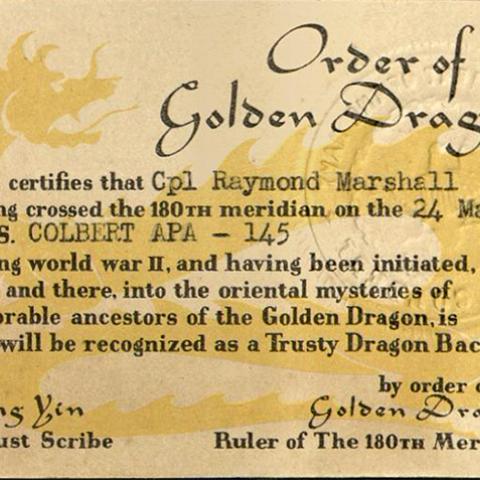 Order of
Golden Drag
certifies that Cpl Raymond Marshall
ng crossed the 180TH meridian on the 24 Ma
S. COLBERT APA - 145
ng world war II, and having been initiated,
and there, into the oriental mysteries of
orable ancestors of the Golden Dragon, is
will be recognized as a Trusty Dragon Bac
by order o
ng Yin
Golden Dra
ust Scribe
Ruler of The 180TH Mer